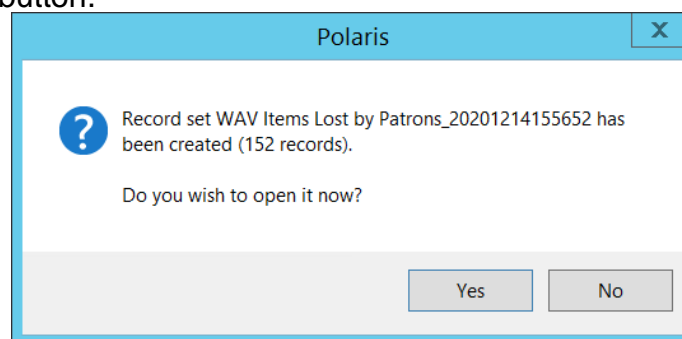 button.
Polaris
X
Record set WAV Items Lost by Patrons_20201214155652 has
been created (152 records).
Do you wish to open it now?
Yes No